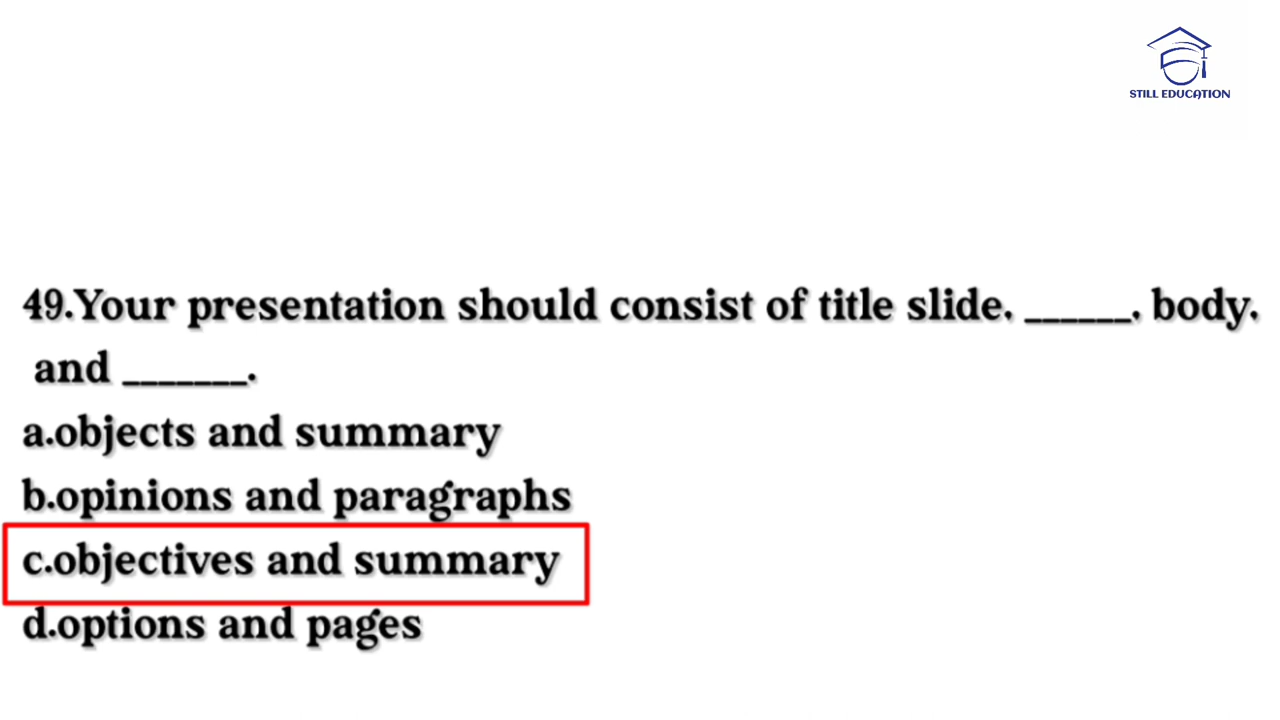 STILL EDUCATION
49.Your presentation should consist of title slide. ______. body.
and _______.
a.objects and summary
b.opinions and paragraphs
c.objectives and summary
d.options and pages